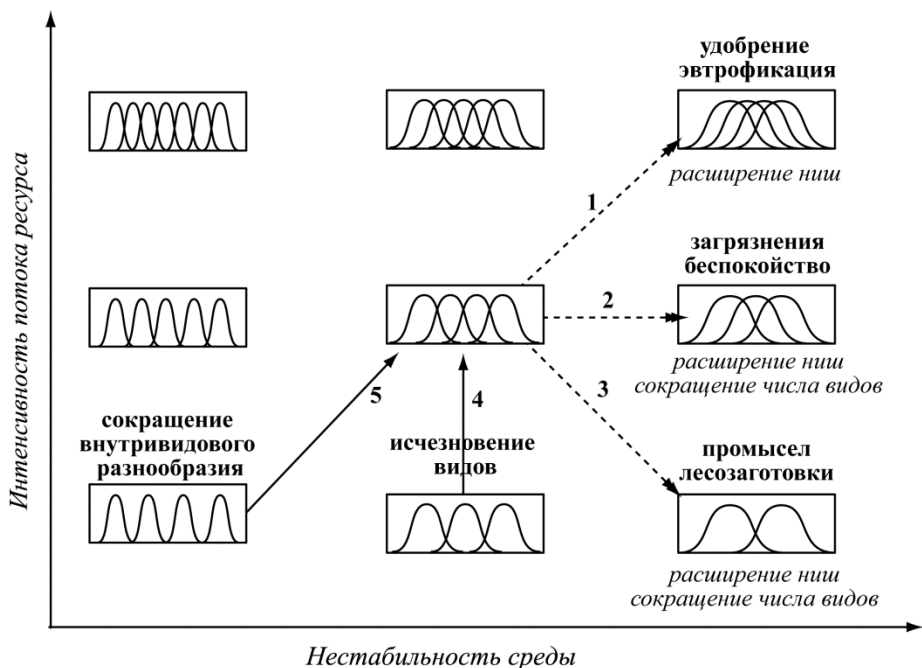 удобрение
эвтрофикация
расширение ниш
1
загрязнения
беспокойство
2
расширение ниш
сокращение числа видов
3
5
4
сокращение
внутривидового
разнообразия
исчезновение
видов
промысел
лесозаготовки
расширение ниш
сокращение числа видов
Интенсивность потока ресурса
Нестабильность среды